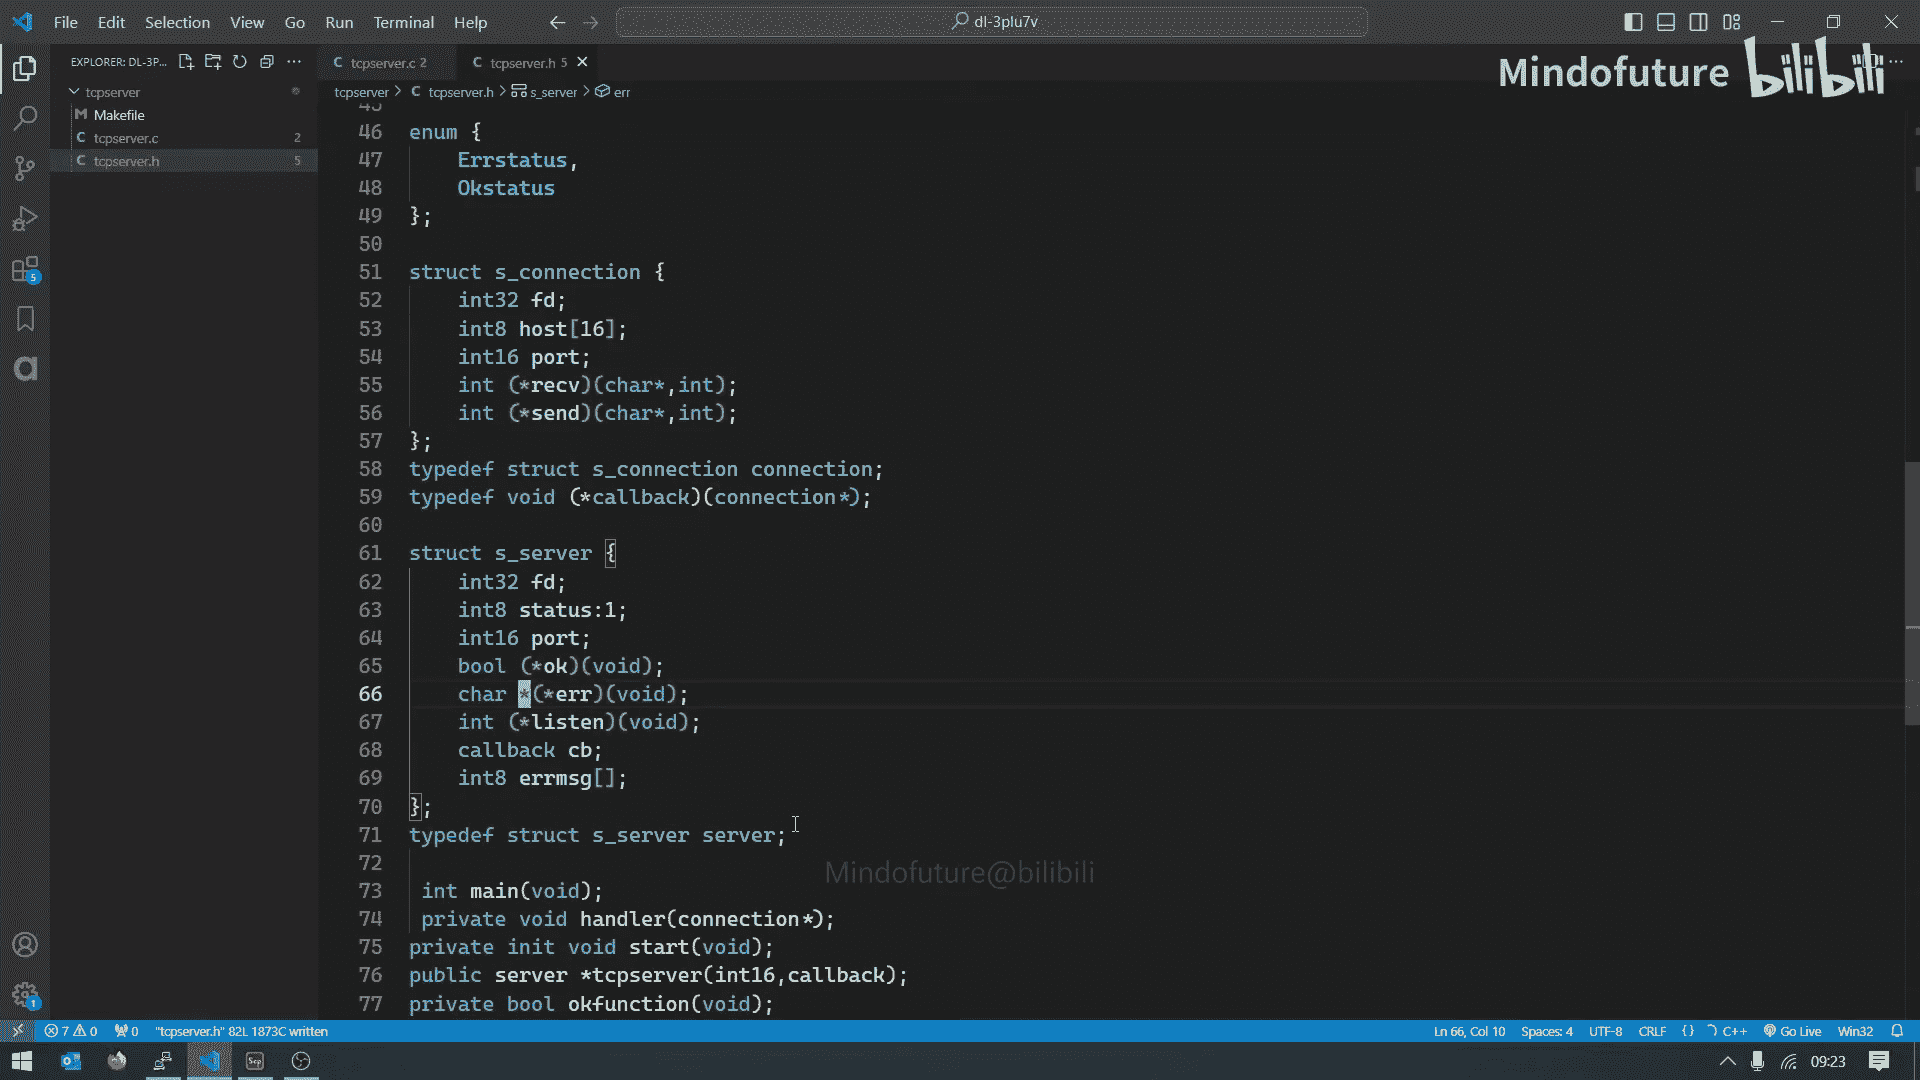 File Edit Selection View Go Run Terminal Help
dl-3plu7v
EXPLORER: DL-3P...
tcpserver.c 2
tcpserver.h 5
Mindofuture bilibili
tcpserver
Makefile
tcpserver.c 2
tcpserver.h 5
tcpserver > C tcpserver.h > s_server > err
45
46 enum {
47 Errstatus,
48 Okstatus
49 };
50
51 struct s_connection {
52 int32 fd;
53 int8 host[16];
54 int16 port;
55 int (*recv)(char*,int);
56 int (*send)(char*,int);
57 };
58 typedef struct s_connection connection;
59 typedef void (*callback)(connection*);
60
61 struct s_server {
62 int32 fd;
63 int8 status:1;
64 int16 port;
65 bool (*ok)(void);
66 char *(*err)(void);
67 int (*listen)(void);
68 callback cb;
69 int8 errmsg[];
70 };
71 typedef struct s_server server;
72
Mindofuture@bilibili
73 int main(void);
74 private void handler(connection*);
75 private init void start(void);
76 public server *tcpserver(int16,callback);
77 private bool okfunction(void);
7 0 0 "tcpserver.h" 82L 1873C written
Ln 66, Col 10 Spaces: 4 UTF-8 CRLF {} C++ Go Live Win32
09:23